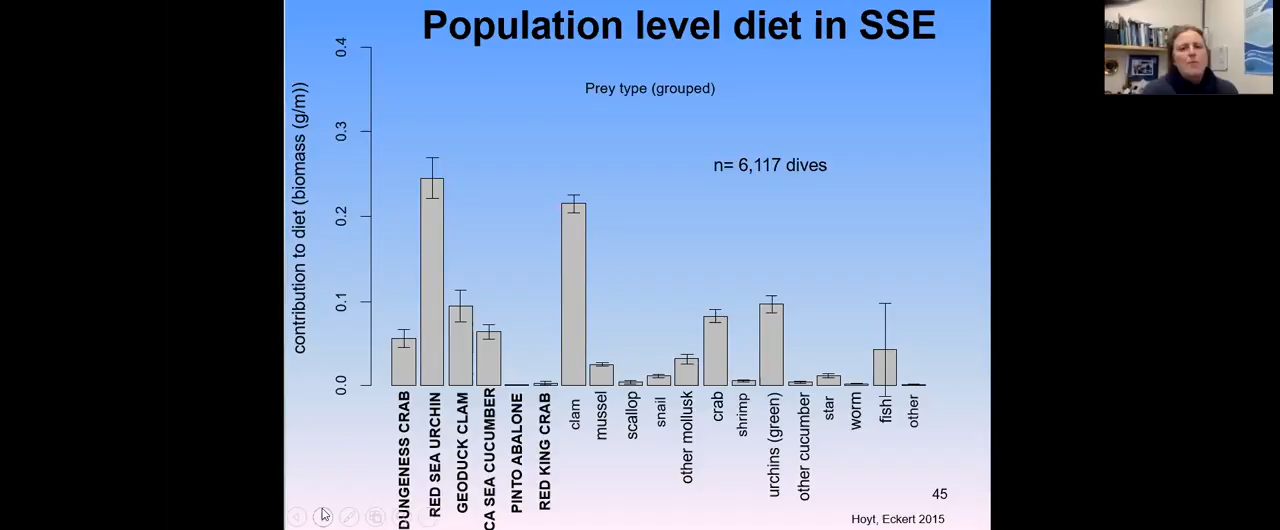 Population level diet in SSE
Prey type (grouped)
n= 6,117 dives
contribution to diet (biomass (g/m))
0.0
0.1
0.2
0.3
0.4
DUNGENESS CRAB
RED SEA URCHIN
GEODUCK CLAM
CA SEA CUCUMBER
PINTO ABALONE
RED KING CRAB
clam
mussel
scallop
snail
other mollusk
crab
shrimp
urchins (green)
other cucumber
star
worm
fish
other
45
Hoyt, Eckert 2015